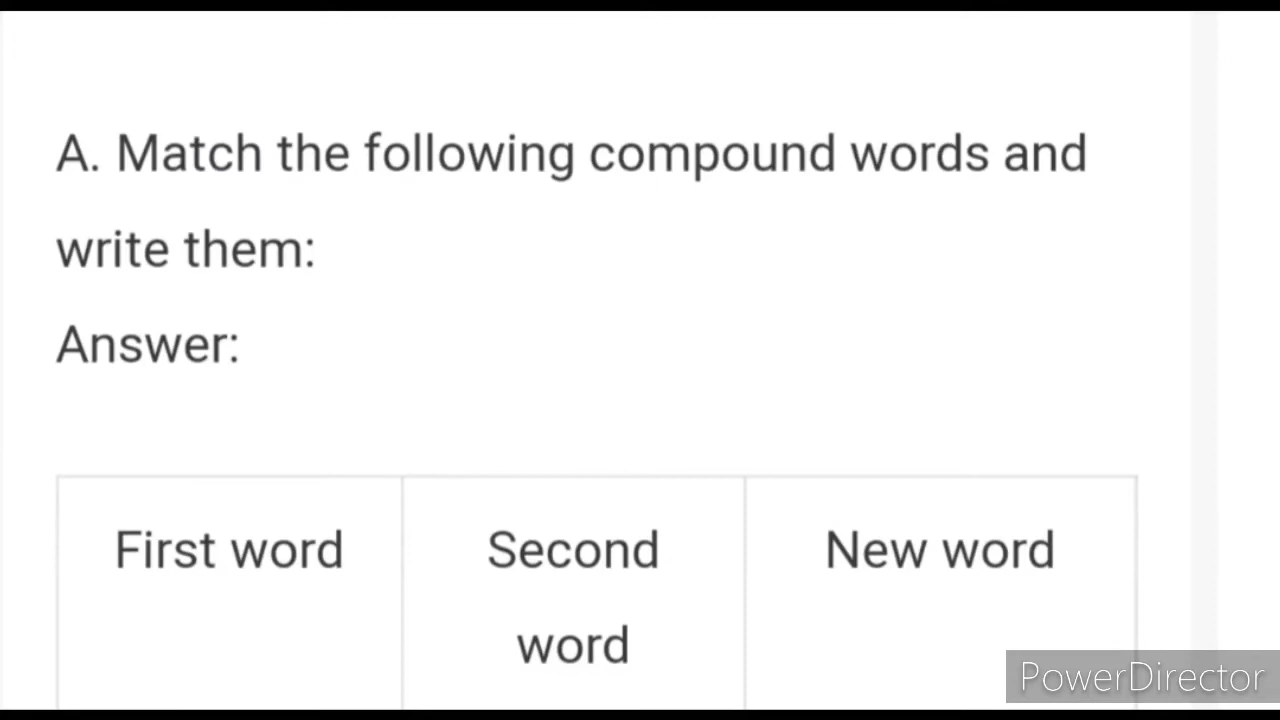 A. Match the following compound words and
write them:
Answer:
First word Second New word
word
PowerDirector